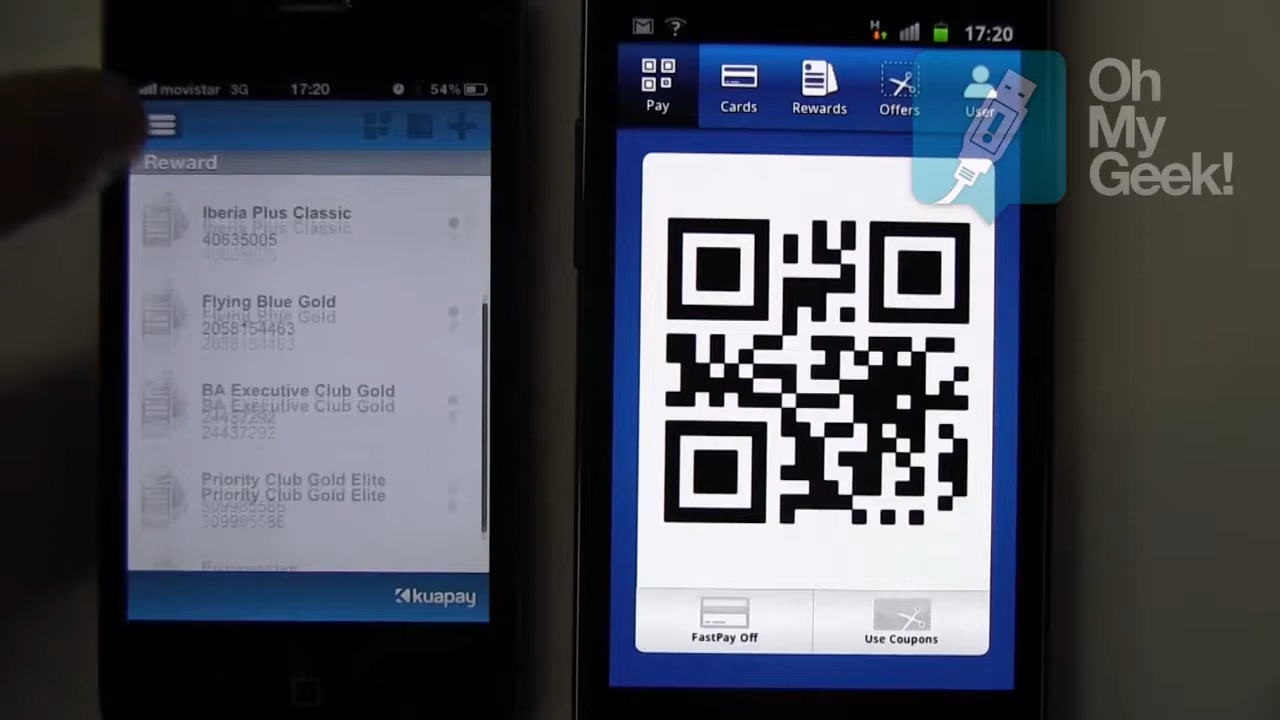 movistar 3G 17:20 54%
Reward
Iberia Plus Classic
40635005
Flying Blue Gold
2058154463
BA Executive Club Gold
24437292
Priority Club Gold Elite
309985586
kuapay
H 17:20
Pay Cards Rewards Offers User
FastPay Off Use Coupons
Oh
My
Geek!